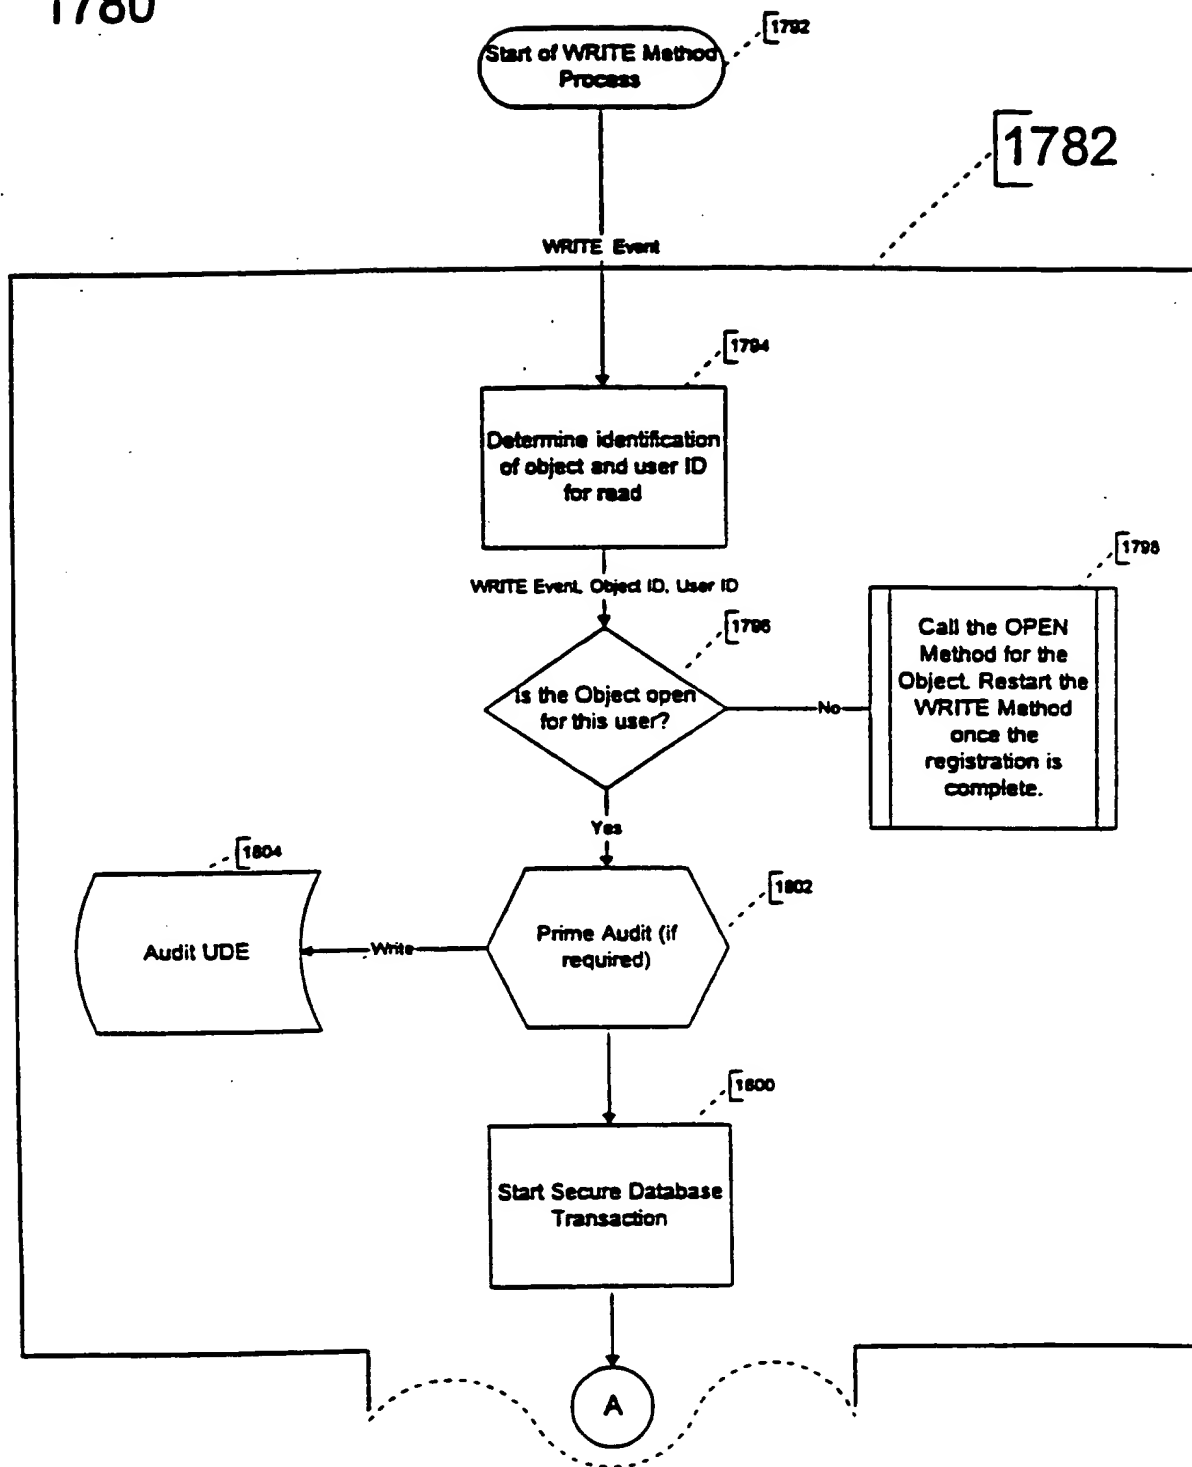 1780
1792
Start of WRITE Method
Process
1782
WRITE Event
1794
Determine identification
of object and user ID
for read
WRITE Event, Object ID, User ID
1796
1798
Is the Object open
for this user?
No
Call the OPEN
Method for the
Object. Restart the
WRITE Method
once the
registration is
complete.
Yes
1804
1802
Audit UDE
Write
Prime Audit (if
required)
1800
Start Secure Database
Transaction
A